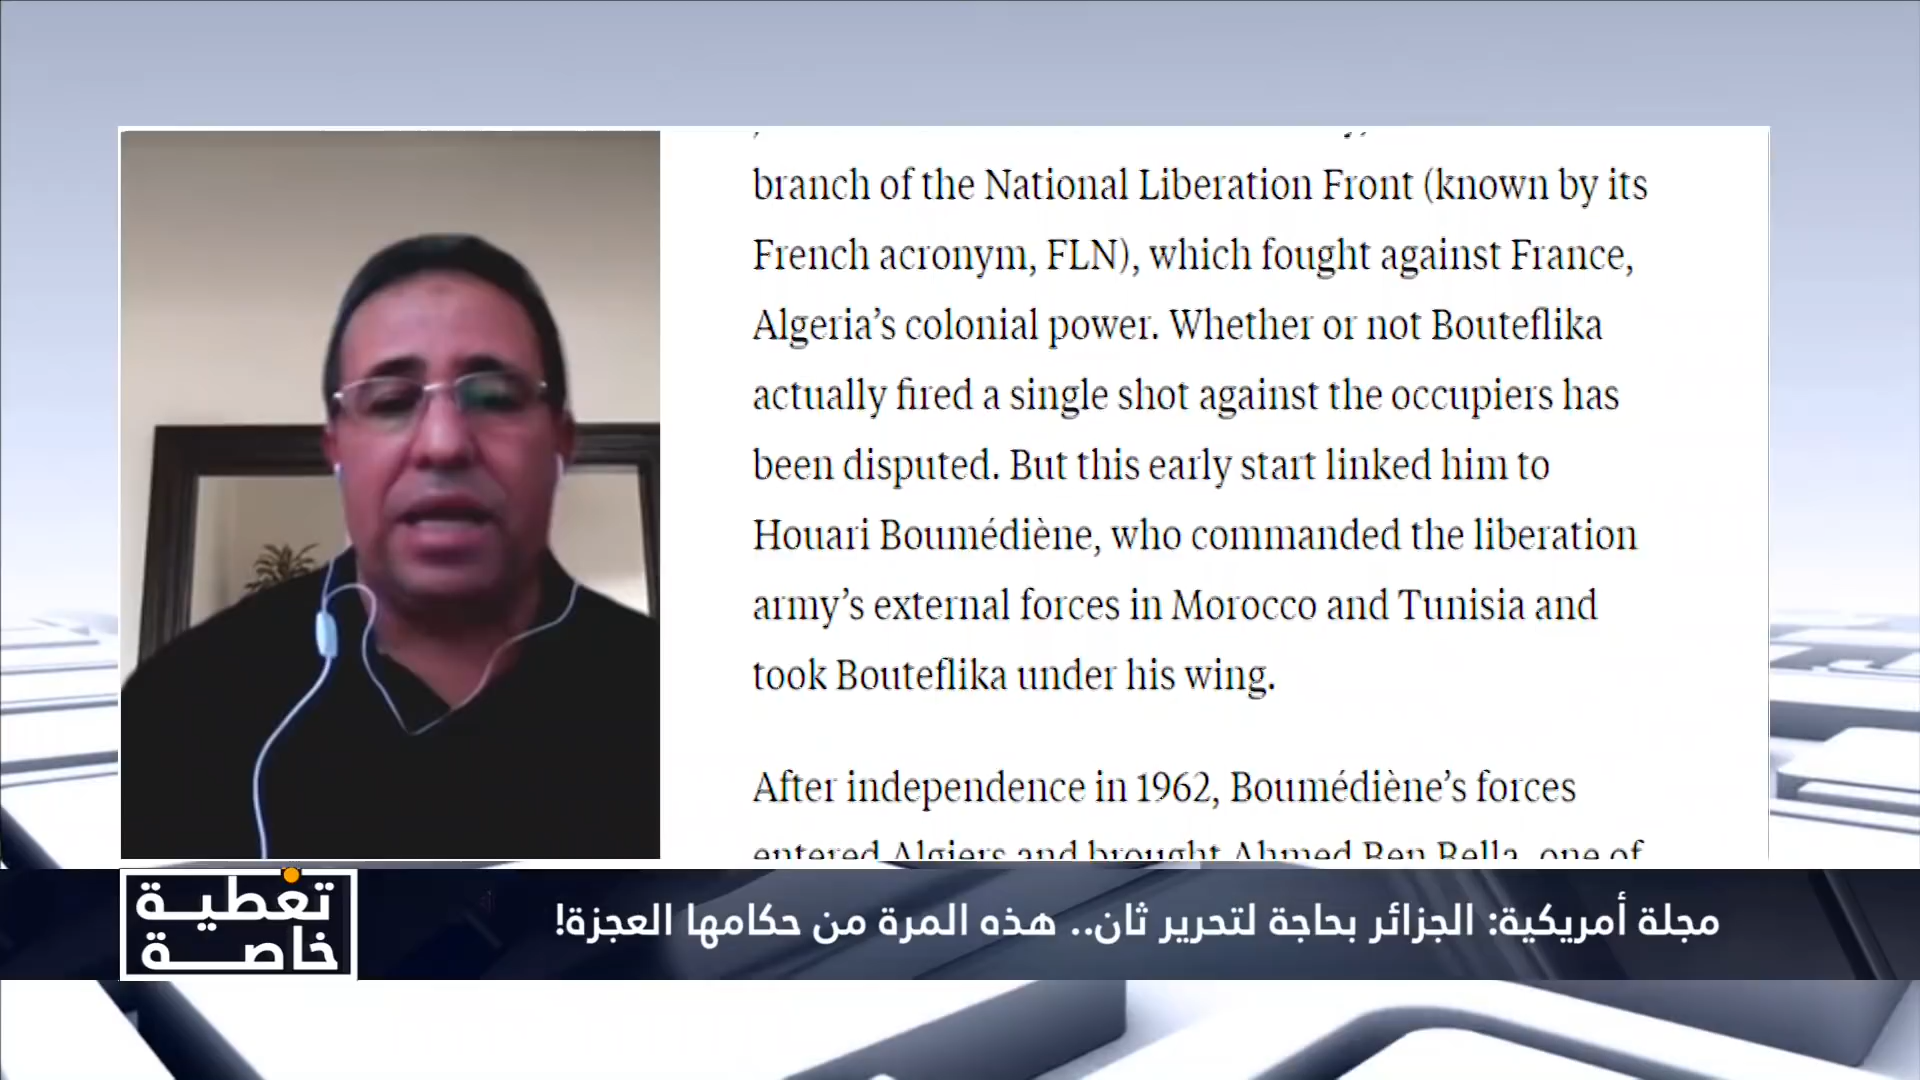 branch of the National Liberation Front (known by its
French acronym, FLN), which fought against France,
Algeria’s colonial power. Whether or not Bouteflika
actually fired a single shot against the occupiers has
been disputed. But this early start linked him to
Houari Boumédiène, who commanded the liberation
army’s external forces in Morocco and Tunisia and
took Bouteflika under his wing.
After independence in 1962, Boumédiène’s forces
entered Algiers and brought Ahmed Ben Bella, one of
مجلة أمريكية: الجزائر بحاجة لتحرير ثان.. هذه المرة من حكامها العجزة!
تغطية
خاصة